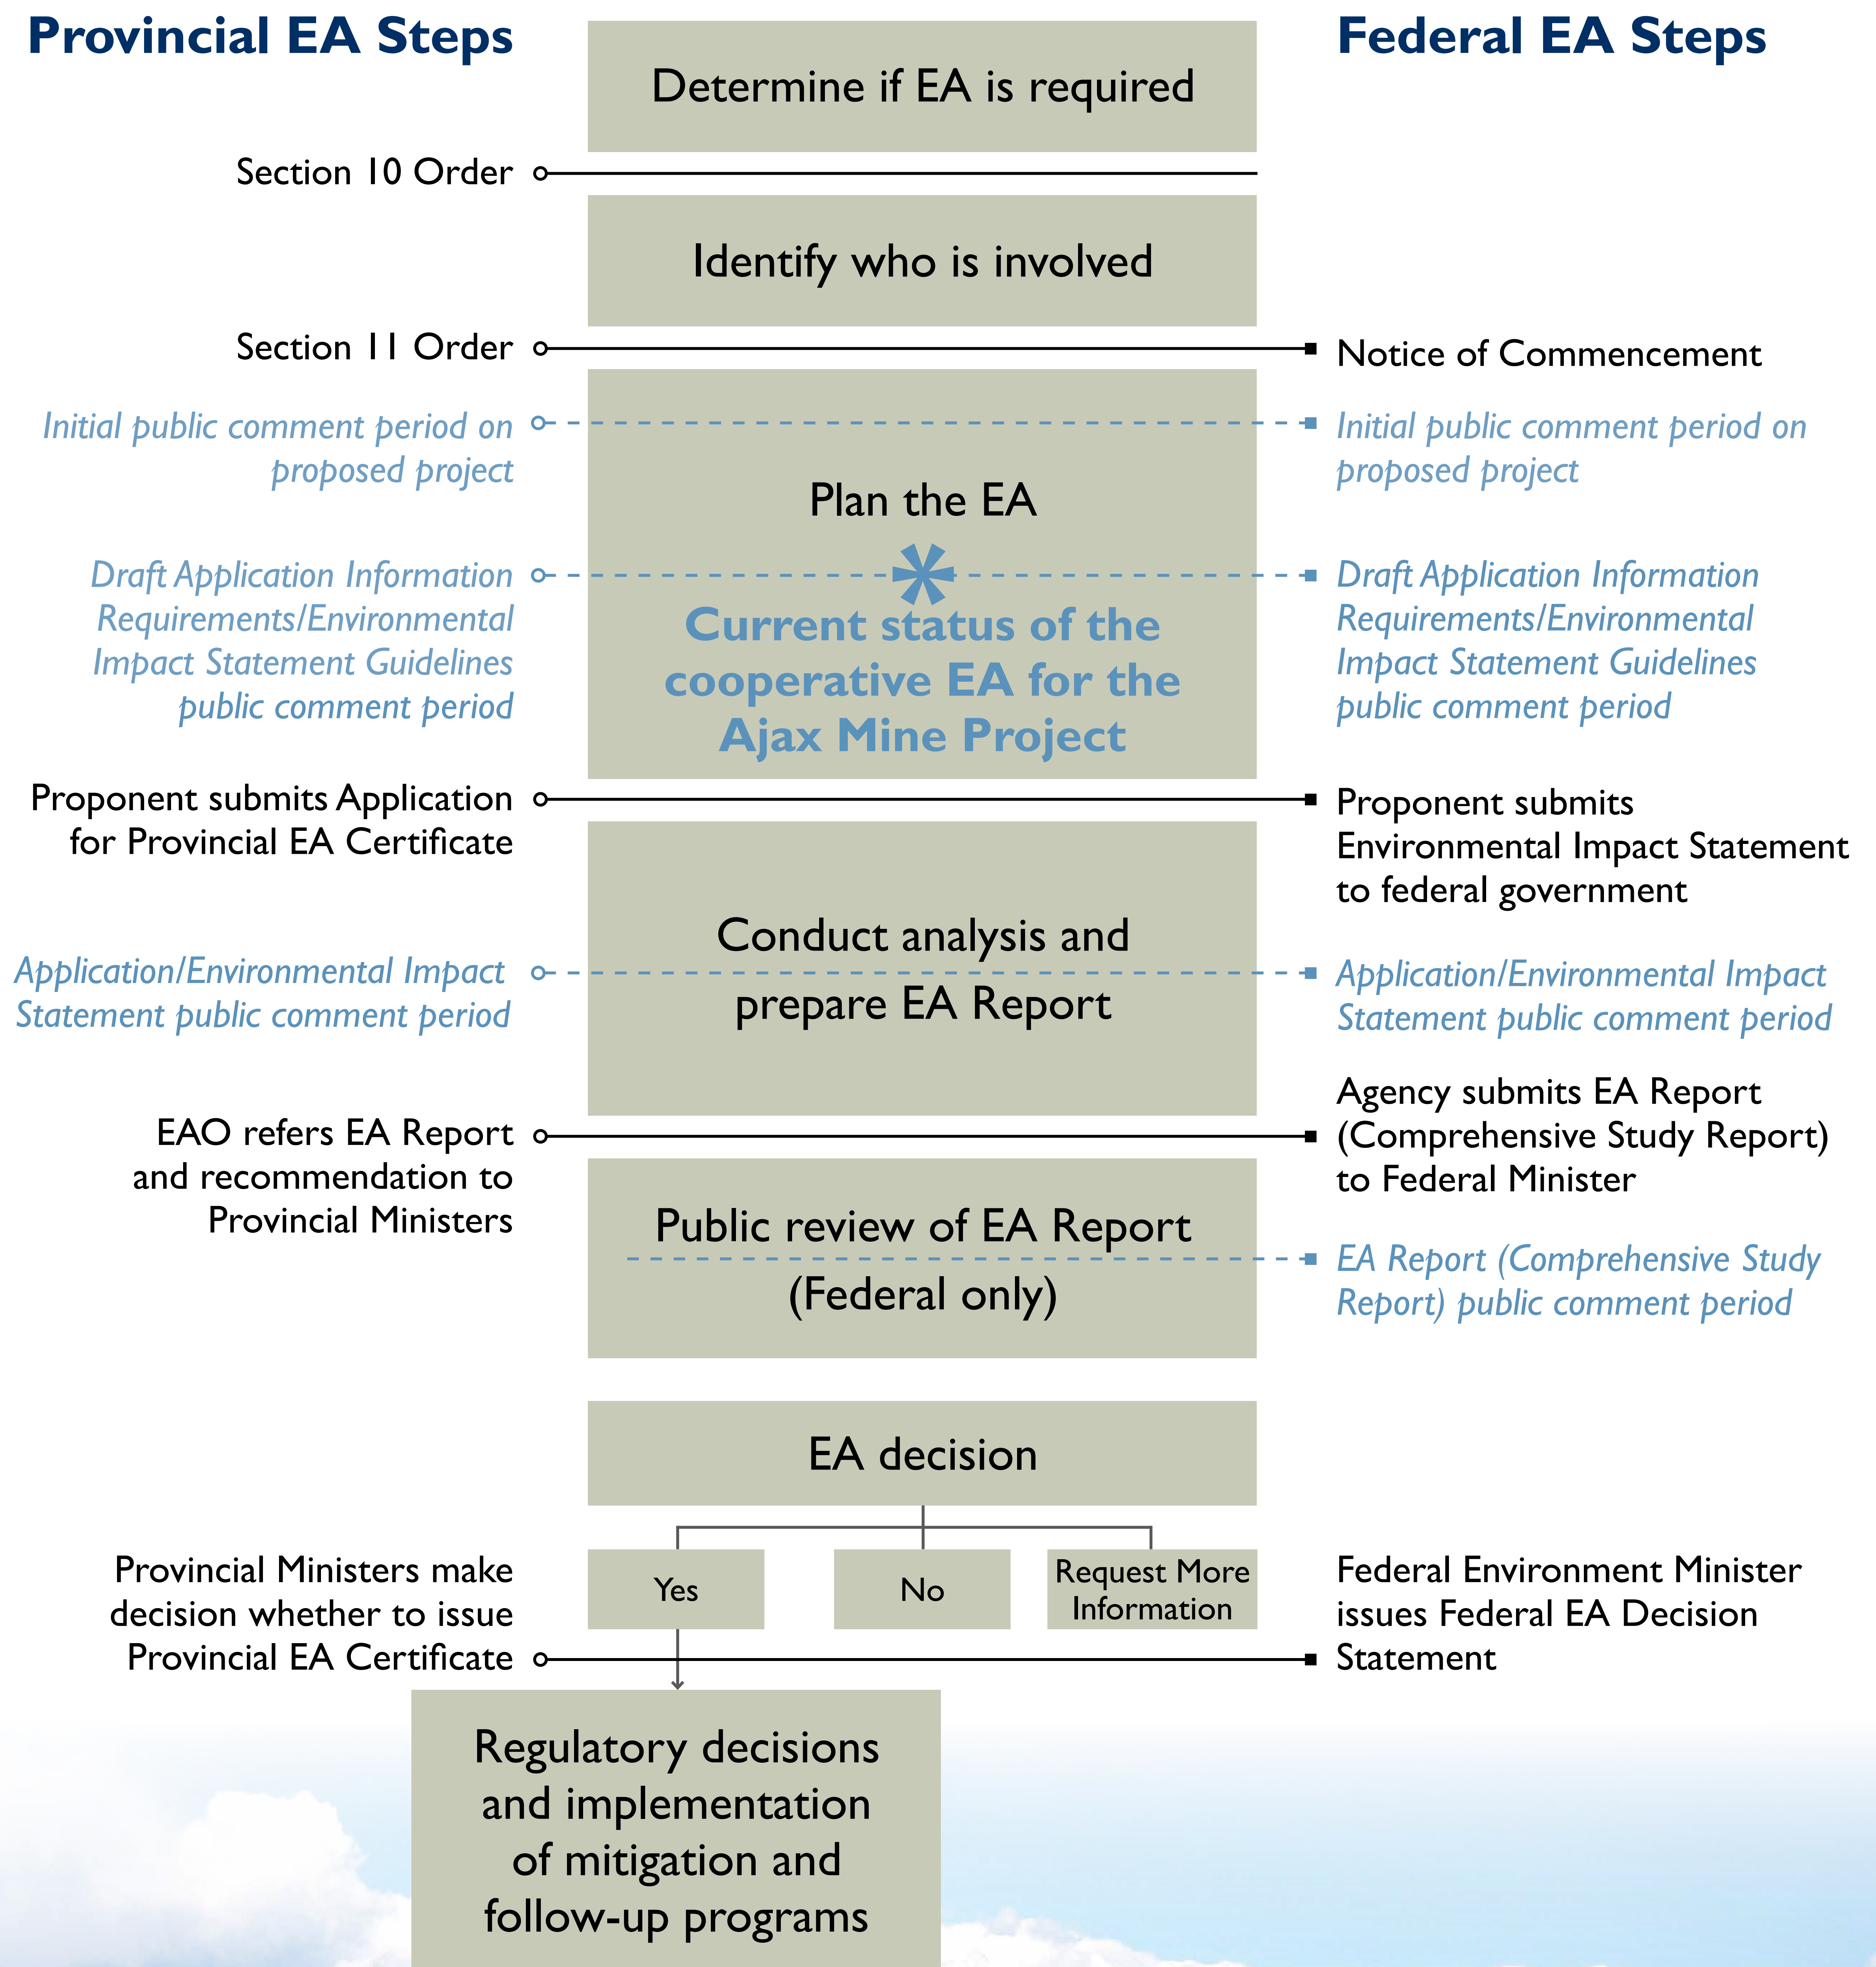 Provincial EA Steps
Federal EA Steps
Determine if EA is required
Section 10 Order
Identify who is involved
Section 11 Order
Notice of Commencement
Initial public comment period on
proposed project
Initial public comment period on
proposed project
Plan the EA
Draft Application Information
Requirements/Environmental
Impact Statement Guidelines
public comment period
Current status of the
cooperative EA for the
Ajax Mine Project
Draft Application Information
Requirements/Environmental
Impact Statement Guidelines
public comment period
Proponent submits Application
for Provincial EA Certificate
Proponent submits
Environmental Impact Statement
to federal government
Conduct analysis and
prepare EA Report
Application/Environmental Impact
Statement public comment period
Application/Environmental Impact
Statement public comment period
EAO refers EA Report
and recommendation to
Provincial Ministers
Agency submits EA Report
(Comprehensive Study Report)
to Federal Minister
Public review of EA Report
(Federal only)
EA Report (Comprehensive Study
Report) public comment period
EA decision
Provincial Ministers make
decision whether to issue
Provincial EA Certificate
Yes
No
Request More
Information
Federal Environment Minister
issues Federal EA Decision
Statement
Regulatory decisions
and implementation
of mitigation and
follow-up programs